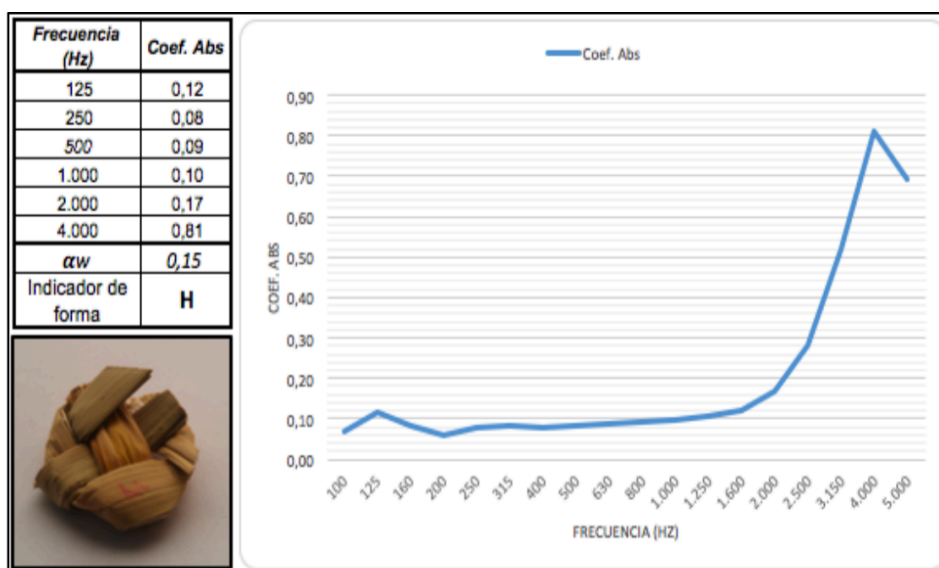 Frecuencia (Hz) Coef. Abs
125 0,12
250 0,08
500 0,09
1.000 0,10
2.000 0,17
4.000 0,81
αw 0,15
Indicador de forma H
Coef. Abs
COEF. ABS
0,90
0,80
0,70
0,60
0,50
0,40
0,30
0,20
0,10
0,00
100 125 160 200 250 315 400 500 630 800 1.000 1.250 1.600 2.000 2.500 3.150 4.000 5.000
FRECUENCIA (HZ)